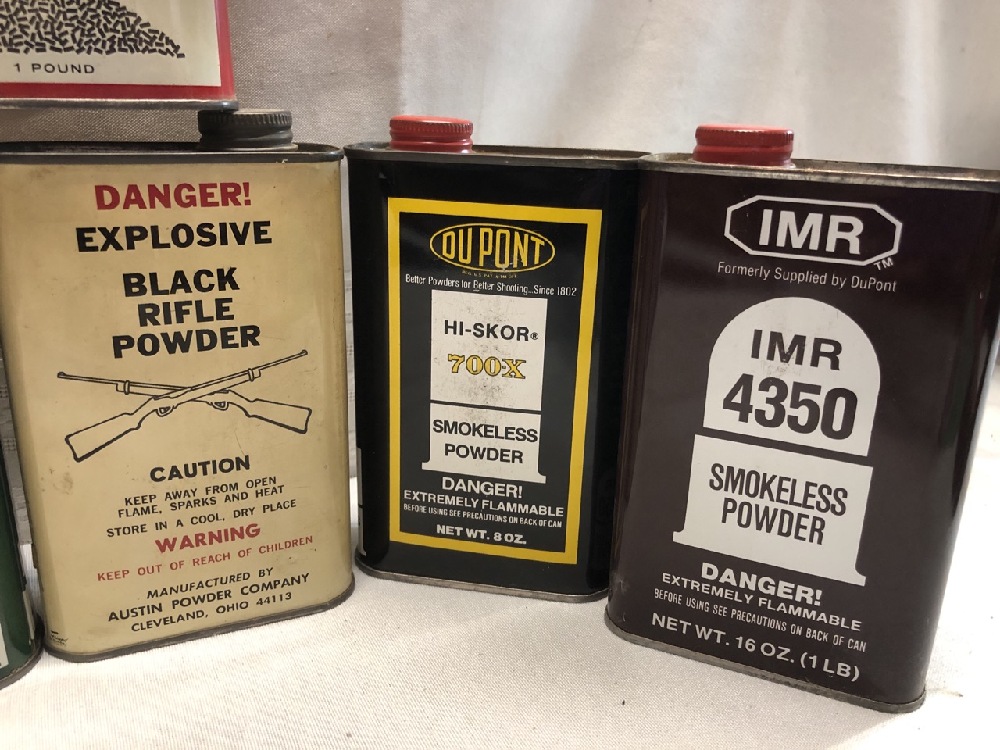 1 POUND
DANGER!
EXPLOSIVE
BLACK
RIFLE
POWDER
CAUTION
KEEP AWAY FROM OPEN
FLAME, SPARKS AND HEAT
STORE IN A COOL, DRY PLACE
WARNING
KEEP OUT OF REACH OF CHILDREN
MANUFACTURED BY
AUSTIN POWDER COMPANY
CLEVELAND, OHIO 44113
DU PONT
Better Powders for Better Shooting...Since 1802
HI-SKOR®
700-X
SMOKELESS
POWDER
DANGER!
EXTREMELY FLAMMABLE
BEFORE USING SEE PRECAUTIONS ON BACK OF CAN
NET WT. 8 OZ.
IMR
TM
Formerly Supplied by DuPont
IMR
4350
SMOKELESS
POWDER
DANGER!
EXTREMELY FLAMMABLE
BEFORE USING SEE PRECAUTIONS ON BACK OF CAN
NET WT. 16 OZ. (1 LB)